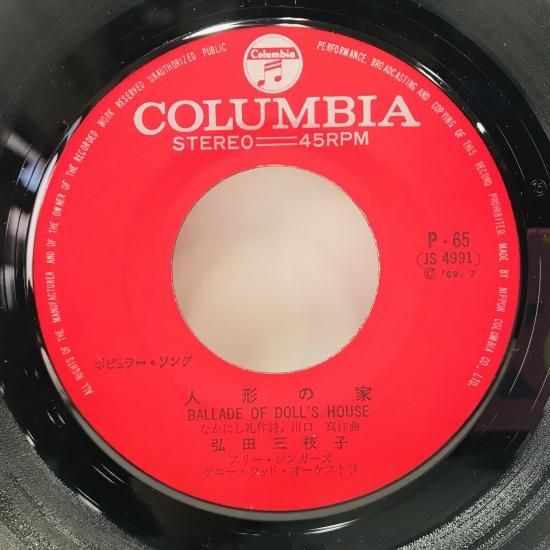 ALL RIGHTS OF THE MANUFACTURER AND OF THE OWNER OF THE RECORDED WORK RESERVED UNAUTHORIZED PUBLIC PERFORMANCE, BROADCASTING AND COPYING OF THIS RECORD PROHIBITED. MADE BY NIPPON COLUMBIA CO., LTD.
Columbia
COLUMBIA
STEREO 45RPM
P-65
(JS 4991)
© '69.7
ポピュラー・ソング
人形の家
BALLADE OF DOLL'S HOUSE
なかにし礼作詩, 川口 真作曲
弘田三枝子
スリー・シンガーズ
ケニー・ウッド・オーケストラ